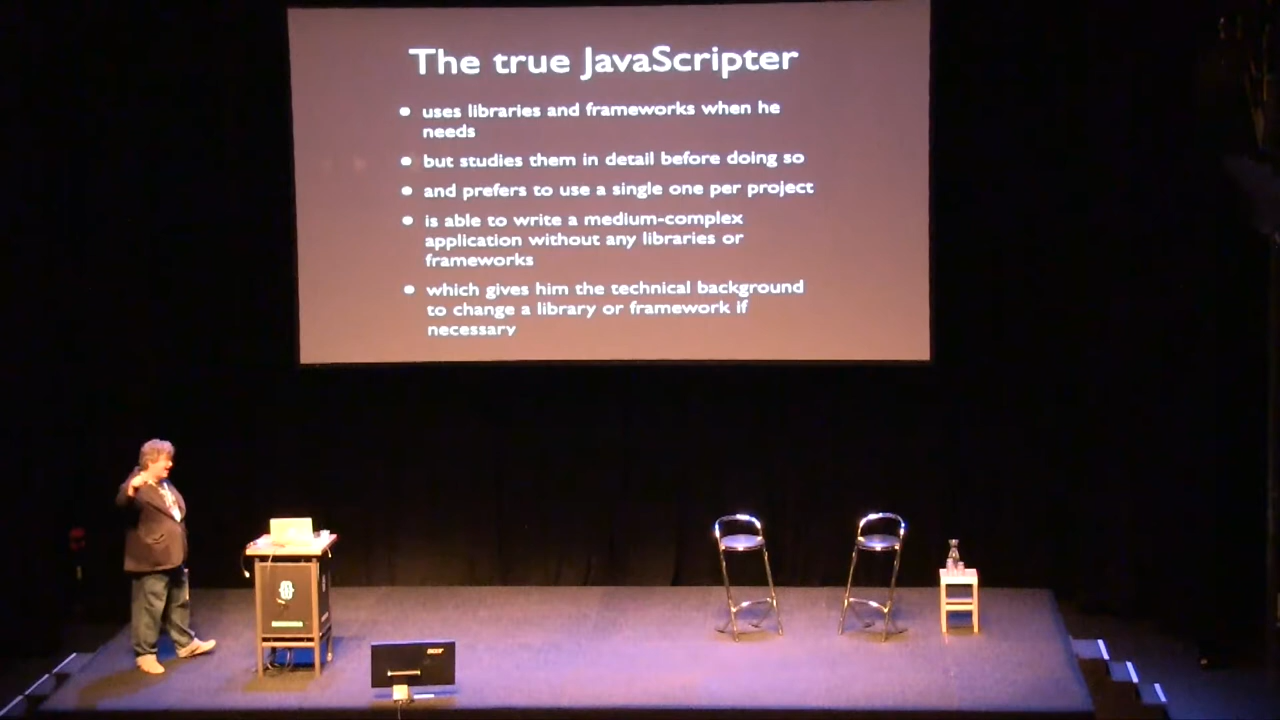 The true JavaScripter
uses libraries and frameworks when he
needs
but studies them in detail before doing so
and prefers to use a single one per project
is able to write a medium-complex
application without any libraries or
frameworks
which gives him the technical background
to change a library or framework if
necessary
acer